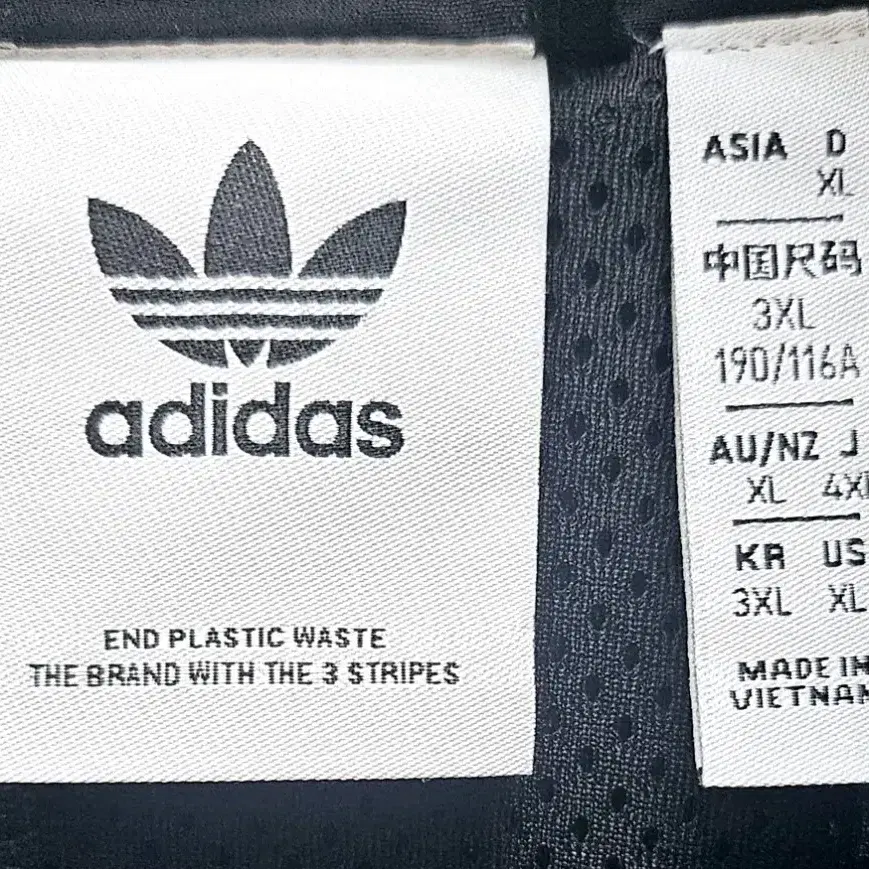 adidas
END PLASTIC WASTE
THE BRAND WITH THE 3 STRIPES
ASIA D
XL
中国尺码
3XL
190/116A
AU/NZ J
XL 4XL
KR US
3XL XL
MADE IN
VIETNAM